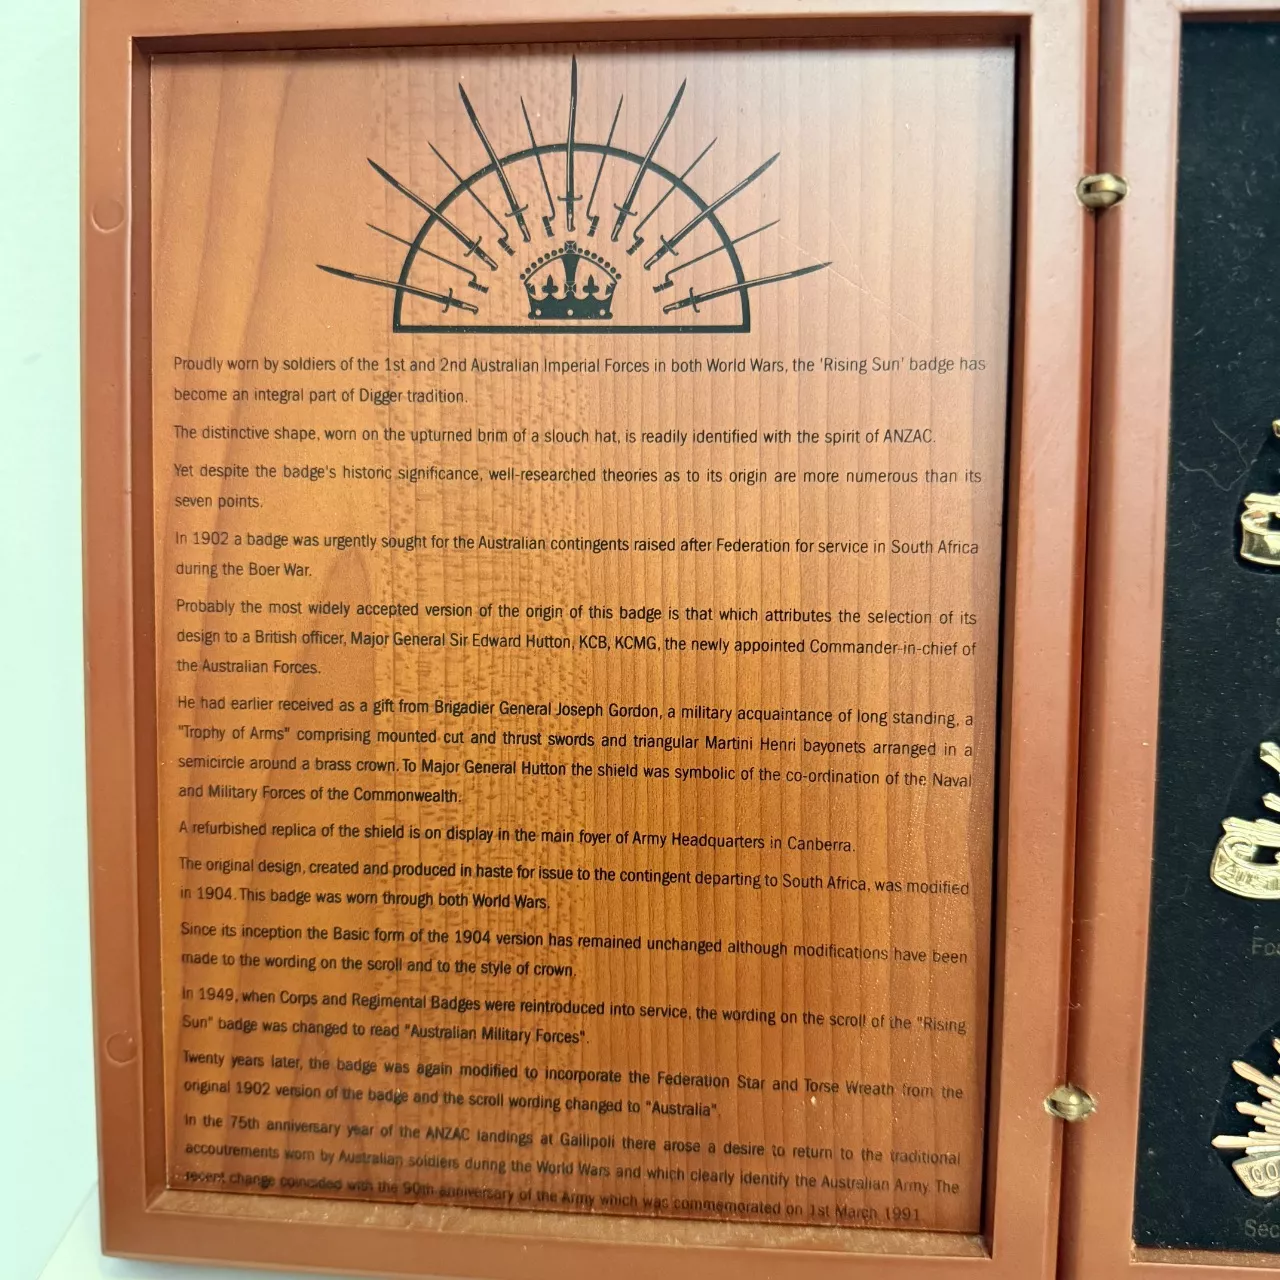 Proudly worn by soldiers of the 1st and 2nd Australian Imperial Forces in both World Wars, the 'Rising Sun' badge has
become an integral part of Digger tradition.
The distinctive shape, worn on the upturned brim of a slouch hat, is readily identified with the spirit of ANZAC.
Yet despite the badge's historic significance, well-researched theories as to its origin are more numerous than its
seven points.
In 1902 a badge was urgently sought for the Australian contingents raised after Federation for service in South Africa
during the Boer War.
Probably the most widely accepted version of the origin of this badge is that which attributes the selection of its
design to a British officer, Major General Sir Edward Hutton, KCB, KCMG, the newly appointed Commander-in-chief of
the Australian Forces.
He had earlier received as a gift from Brigadier General Joseph Gordon, a military acquaintance of long standing, a
"Trophy of Arms" comprising mounted cut and thrust swords and triangular Martini Henri bayonets arranged in a
semicircle around a brass crown. To Major General Hutton the shield was symbolic of the co-ordination of the Naval
and Military Forces of the Commonwealth.
A refurbished replica of the shield is on display in the main foyer of Army Headquarters in Canberra.
The original design, created and produced in haste for issue to the contingent departing to South Africa, was modified
in 1904. This badge was worn through both World Wars.
Since its inception the Basic form of the 1904 version has remained unchanged although modifications have been
made to the wording on the scroll and to the style of crown.
In 1949, when Corps and Regimental Badges were reintroduced into service, the wording on the scroll of the "Rising
Sun" badge was changed to read "Australian Military Forces".
Twenty years later, the badge was again modified to incorporate the Federation Star and Torse Wreath from the
original 1902 version of the badge and the scroll wording changed to "Australia".
In the 75th anniversary year of the ANZAC landings at Gallipoli there arose a desire to return to the traditional
accoutrements worn by Australian soldiers during the World Wars and which clearly identify the Australian Army. The
recent change coincided with the 90th anniversary of the Army which was commemorated on 1st March 1991.